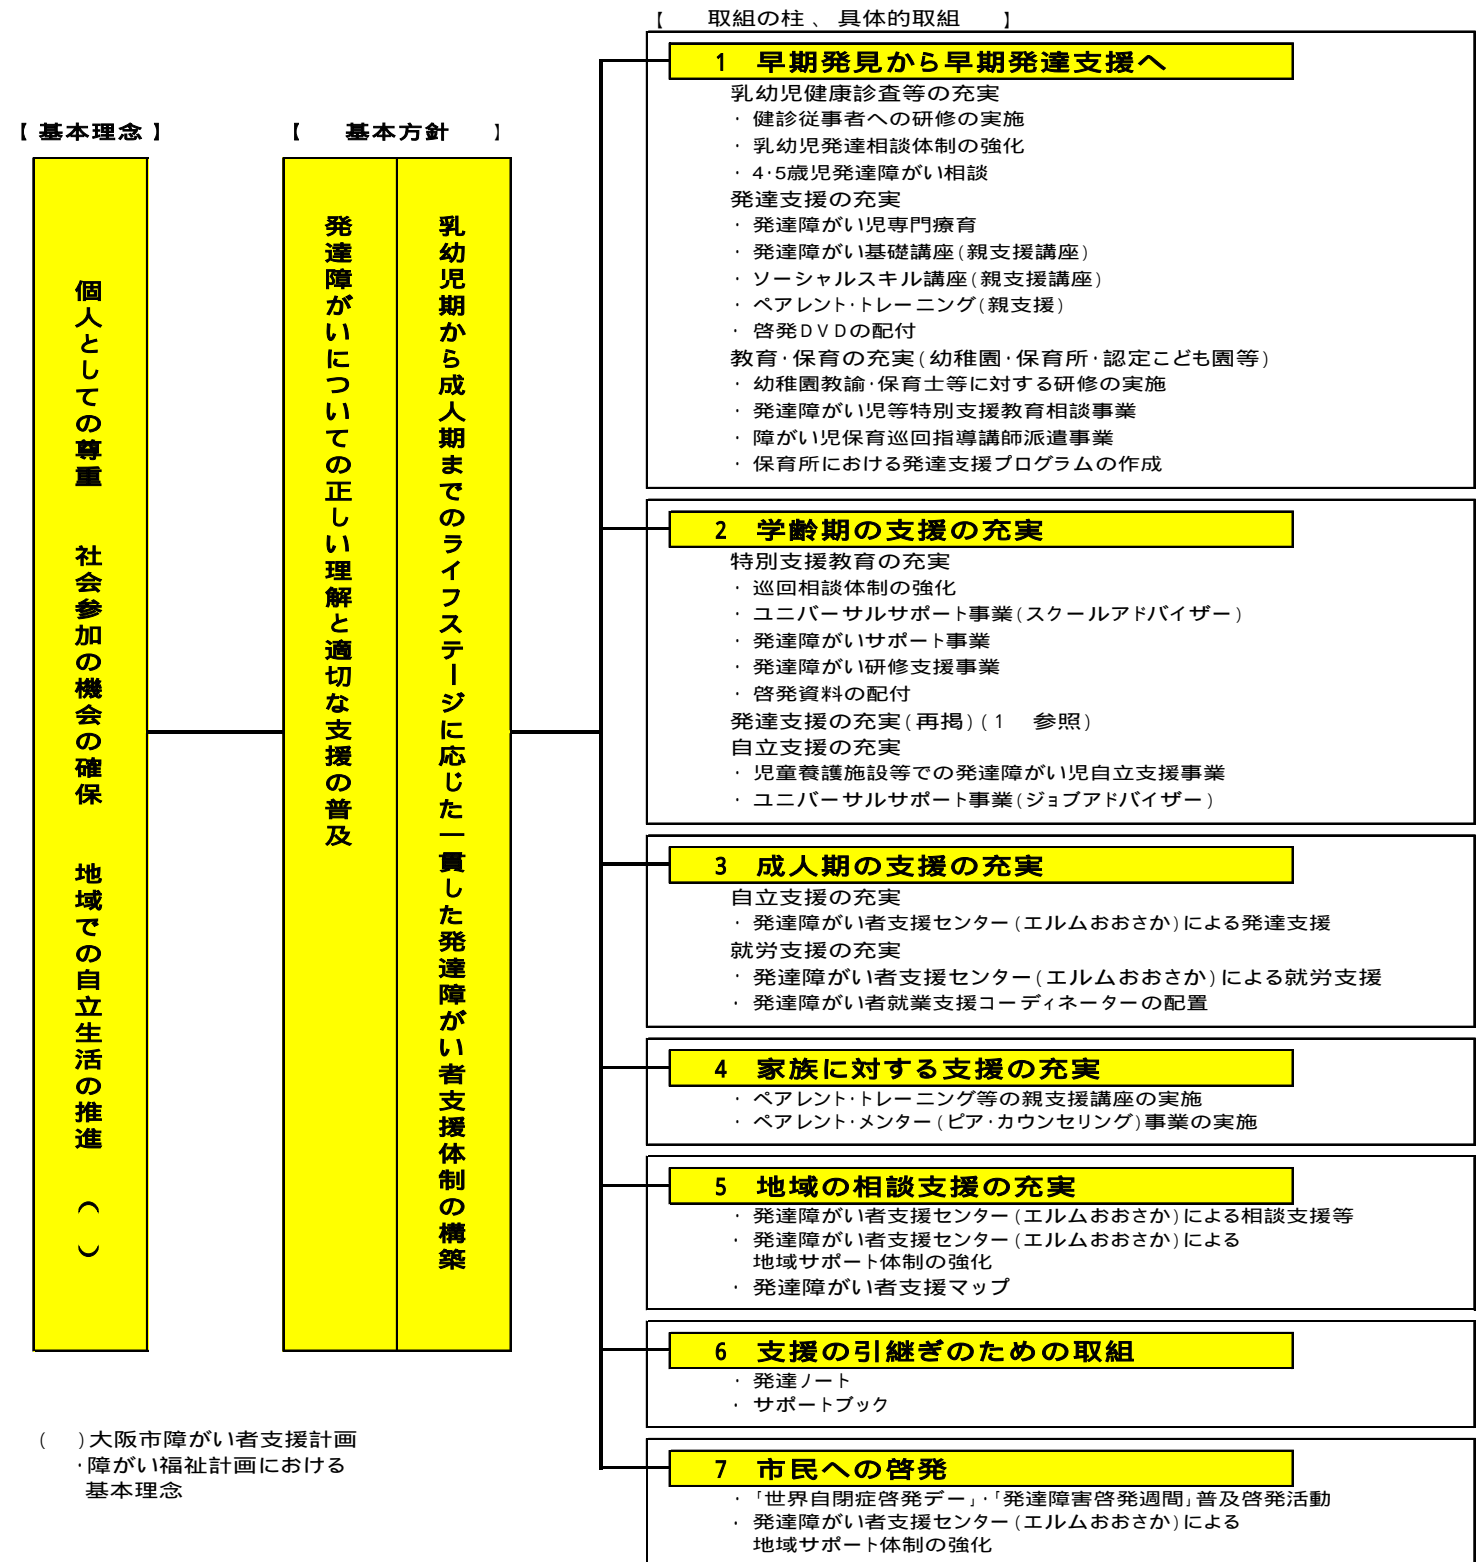 【　取組の柱、具体的取組　】
【 基本理念 】
個人としての尊重　社会参加の機会の確保　地域での自立生活の推進　(　)
【　基本方針　】
乳幼児期から成人期までのライフステージに応じた一貫した発達障がい者支援体制の構築
発達障がいについての正しい理解と適切な支援の普及
1　早期発見から早期発達支援へ
乳幼児健康診査等の充実
・ 健診従事者への研修の実施
・ 乳幼児発達相談体制の強化
・ 4・5歳児発達障がい相談
発達支援の充実
・ 発達障がい児専門療育
・ 発達障がい基礎講座(親支援講座)
・ ソーシャルスキル講座(親支援講座)
・ ペアレント・トレーニング(親支援)
・ 啓発DVDの配付
教育・保育の充実(幼稚園・保育所・認定こども園等)
・ 幼稚園教諭・保育士等に対する研修の実施
・ 発達障がい児等特別支援教育相談事業
・ 障がい児保育巡回指導講師派遣事業
・ 保育所における発達支援プログラムの作成
2　学齢期の支援の充実
特別支援教育の充実
・ 巡回相談体制の強化
・ ユニバーサルサポート事業(スクールアドバイザー)
・ 発達障がいサポート事業
・ 発達障がい研修支援事業
・ 啓発資料の配付
発達支援の充実(再掲)(1　参照)
自立支援の充実
・ 児童養護施設等での発達障がい児自立支援事業
・ ユニバーサルサポート事業(ジョブアドバイザー)
3　成人期の支援の充実
自立支援の充実
・ 発達障がい者支援センター(エルムおおさか)による発達支援
就労支援の充実
・ 発達障がい者支援センター(エルムおおさか)による就労支援
・ 発達障がい者就業支援コーディネーターの配置
4　家族に対する支援の充実
・ ペアレント・トレーニング等の親支援講座の実施
・ ペアレント・メンター(ピア・カウンセリング)事業の実施
5　地域の相談支援の充実
・ 発達障がい者支援センター(エルムおおさか)による相談支援等
・ 発達障がい者支援センター(エルムおおさか)による
地域サポート体制の強化
・ 発達障がい者支援マップ
6　支援の引継ぎのための取組
・ 発達ノート
・ サポートブック
7　市民への啓発
・ 「世界自閉症啓発デー」・「発達障害啓発週間」普及啓発活動
・ 発達障がい者支援センター(エルムおおさか)による
地域サポート体制の強化
(　)大阪市障がい者支援計画
・障がい福祉計画における
基本理念